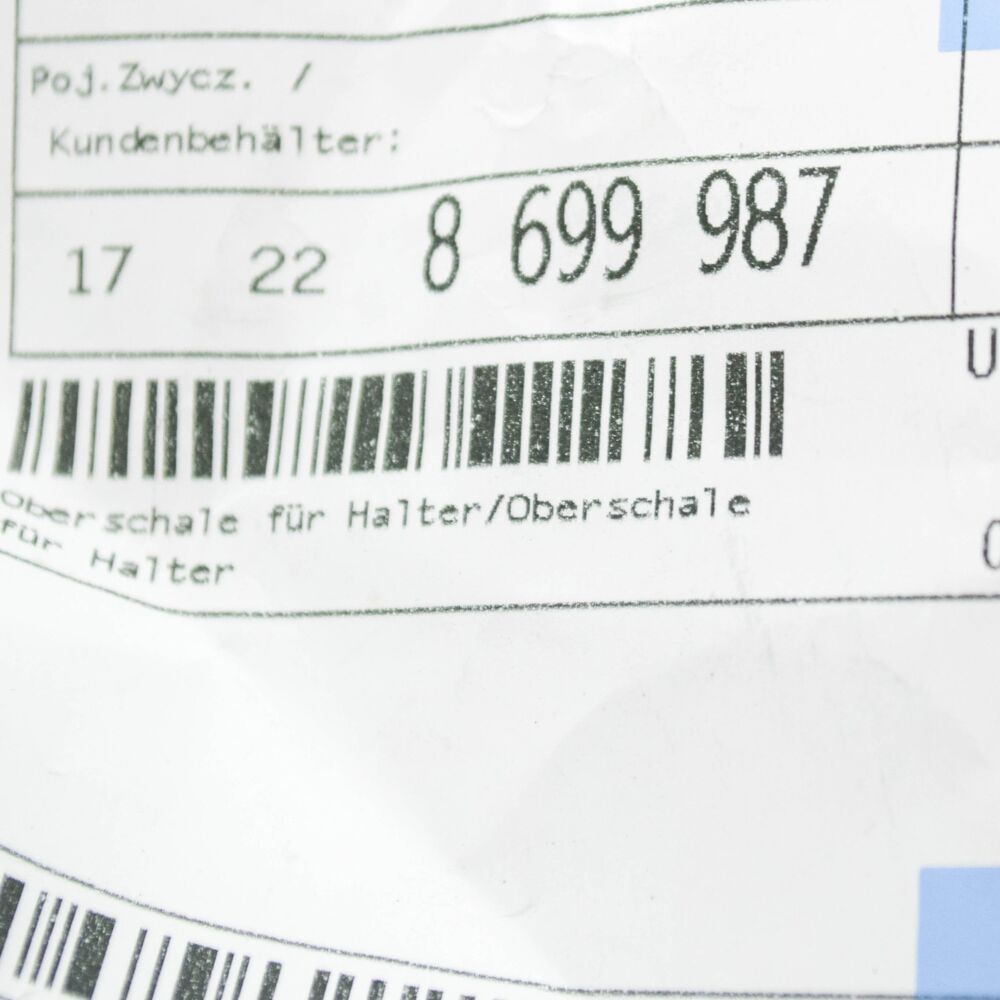 Poj.Zwycz. /
Kundenbehälter:
17 22 8 699 987
U
Oberschale für Halter/Oberschale
für Halter